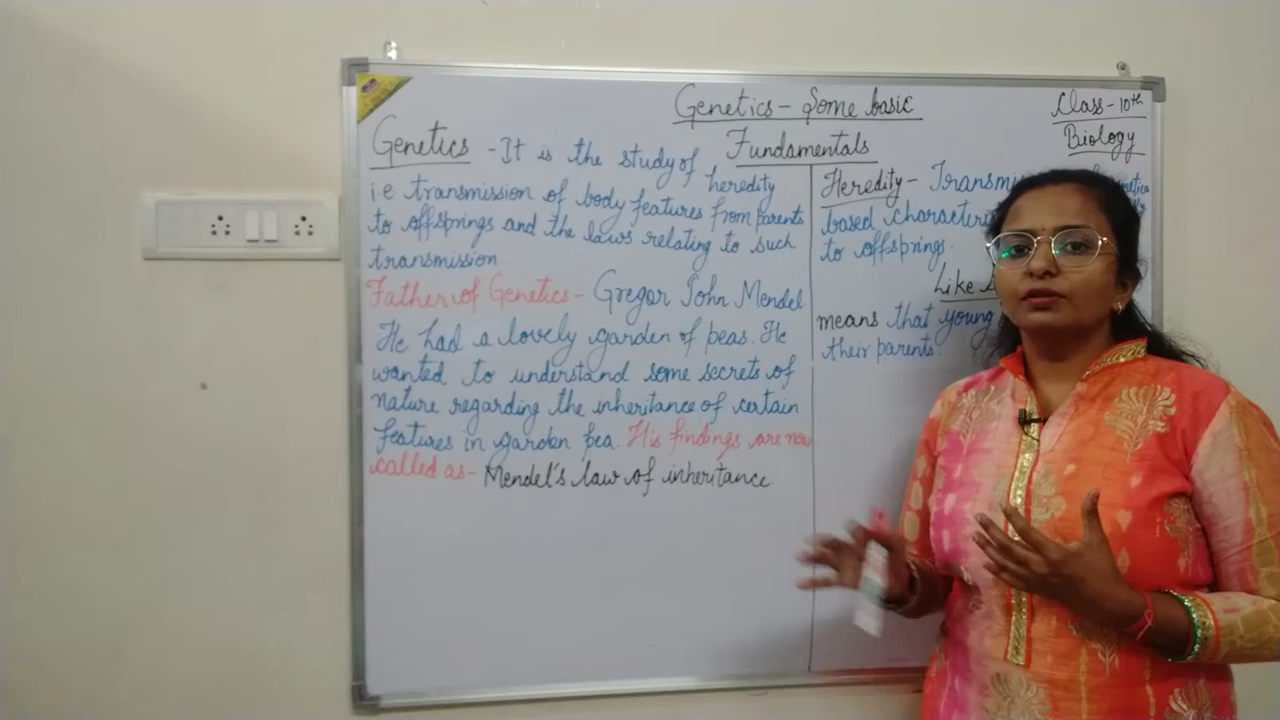 Genetics - Some basic
Fundamentals
Class - 10th
Biology
Genetics - It is the study of heredity
i.e transmission of body features from parents
to offsprings and the laws relating to such
transmission.
Father of Genetics - Gregor John Mendel
He had a lovely garden of peas. He
wanted to understand some secrets of
nature regarding the inheritance of certain
features in garden pea. His findings are now
called as - Mendel's law of inheritance
Heredity -
based
to offsprings.
Like
means that young
their parents.